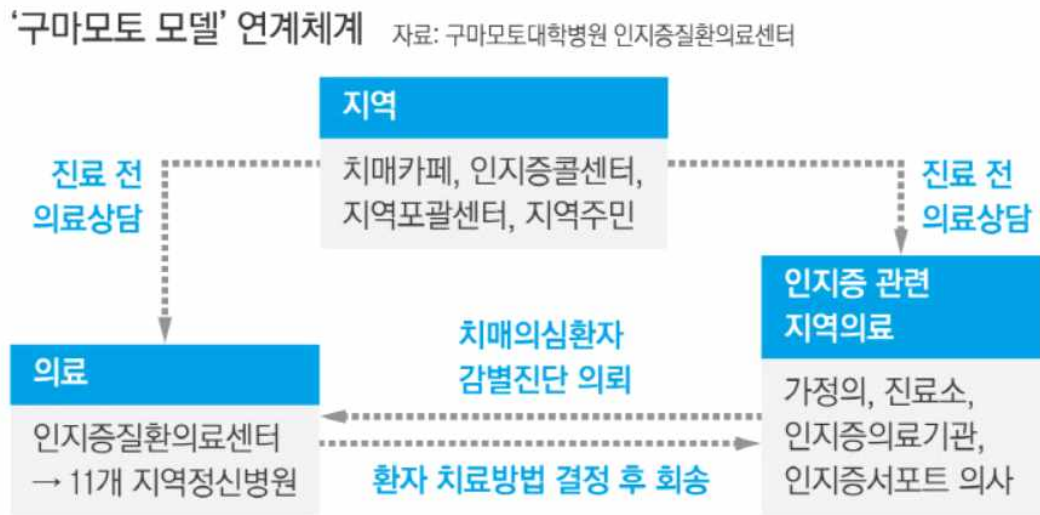 ‘구마모토 모델’ 연계체계 자료: 구마모토대학병원 인지증질환의료센터
지역
치매카페, 인지증콜센터,
지역포괄센터, 지역주민
진료 전
의료상담
진료 전
의료상담
인지증 관련
지역의료
가정의, 진료소,
인지증의료기관,
인지증서포트 의사
치매의심환자
감별진단 의뢰
의료
인지증질환의료센터
→ 11개 지역정신병원
환자 치료방법 결정 후 회송